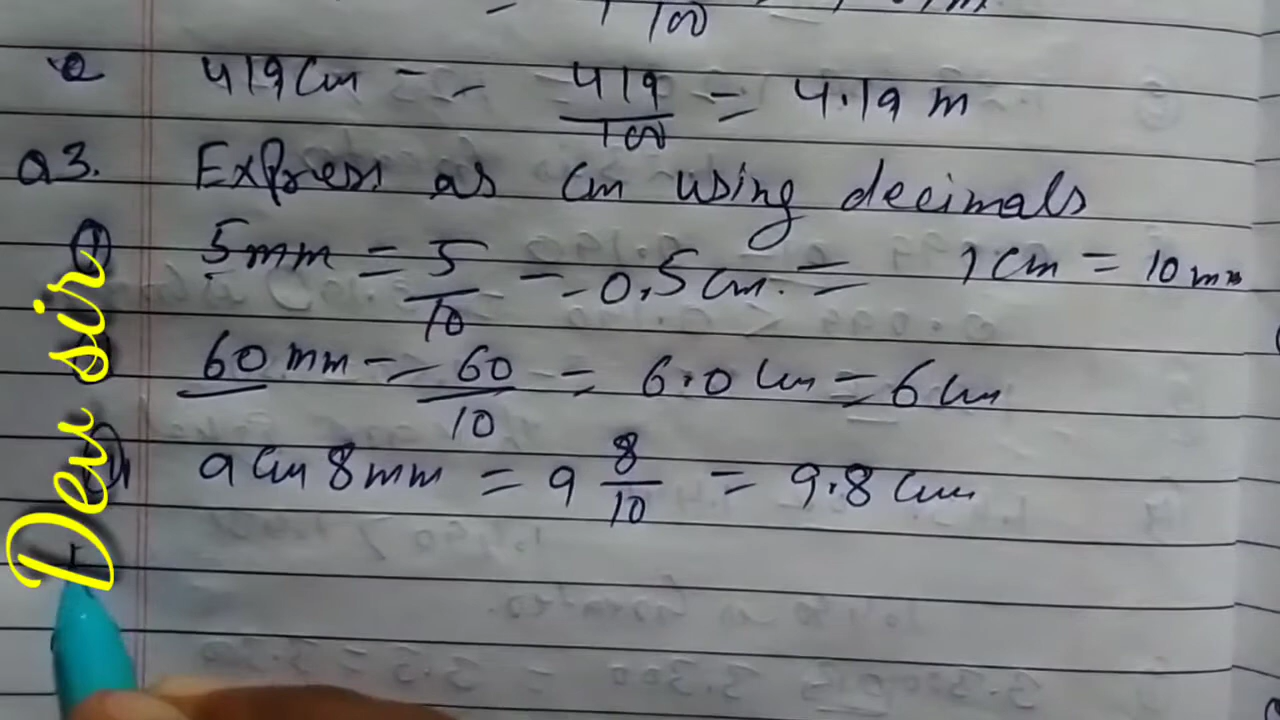 100
e 419 cm = 419/100 = 4.19 m
Q3. Express as cm using decimals
5 mm = 5/10 = 0.5 cm. = 1 cm = 10 mm
60 mm = 60/10 = 6.0 cm = 6 cm
9 cm 8 mm = 9 8/10 = 9.8 cm
Dev sir